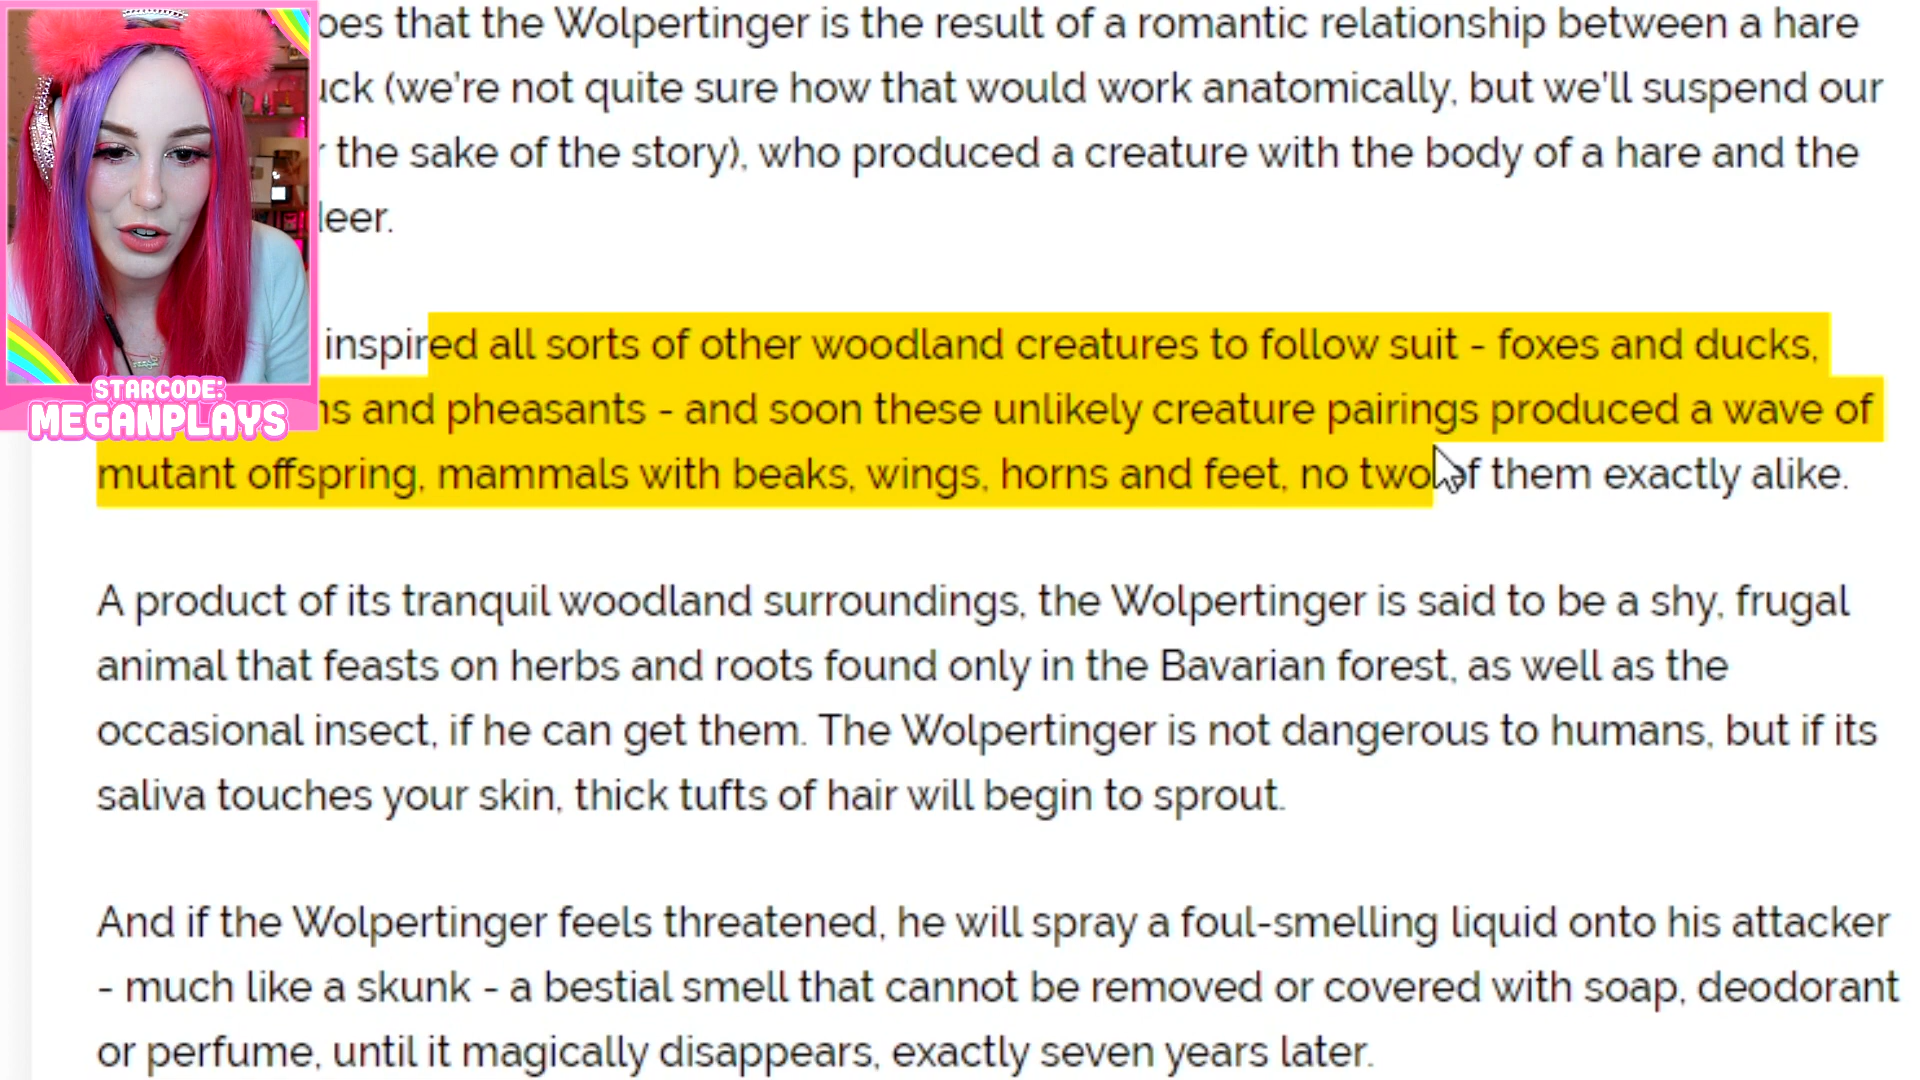 oes that the Wolpertinger is the result of a romantic relationship between a hare
uck (we're not quite sure how that would work anatomically, but we'll suspend our
the sake of the story), who produced a creature with the body of a hare and the
deer.
inspired all sorts of other woodland creatures to follow suit - foxes and ducks,
ns and pheasants - and soon these unlikely creature pairings produced a wave of
mutant offspring, mammals with beaks, wings, horns and feet, no two of them exactly alike.
STARCODE:
MEGANPLAYS
A product of its tranquil woodland surroundings, the Wolpertinger is said to be a shy, frugal
animal that feasts on herbs and roots found only in the Bavarian forest, as well as the
occasional insect, if he can get them. The Wolpertinger is not dangerous to humans, but if its
saliva touches your skin, thick tufts of hair will begin to sprout.
And if the Wolpertinger feels threatened, he will spray a foul-smelling liquid onto his attacker
- much like a skunk - a bestial smell that cannot be removed or covered with soap, deodorant
or perfume, until it magically disappears, exactly seven years later.